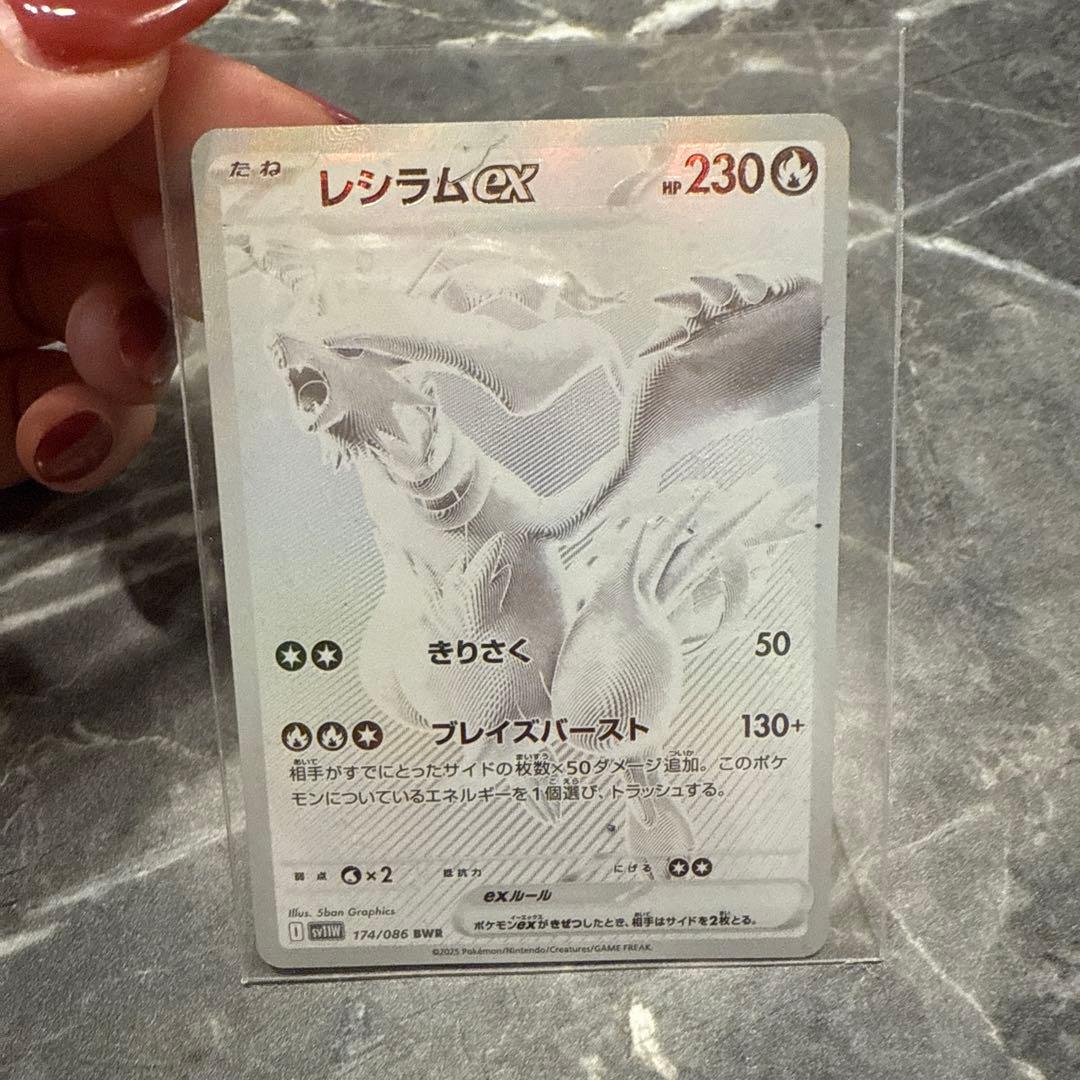 たね レシラムex HP230
きりさく 50
ブレイズバースト 130+
相手がすでにとったサイドの枚数×50ダメージ追加。このポケ
モンについているエネルギーを1個選び、トラッシュする。
弱点 ×2 抵抗力 にげる
exルール
ポケモンexがきぜつしたとき、相手はサイドを2枚とる。
Illus. 5ban Graphics
I sv11W 174/086 BWR
©2025 Pokémon/Nintendo/Creatures/GAME FREAK.